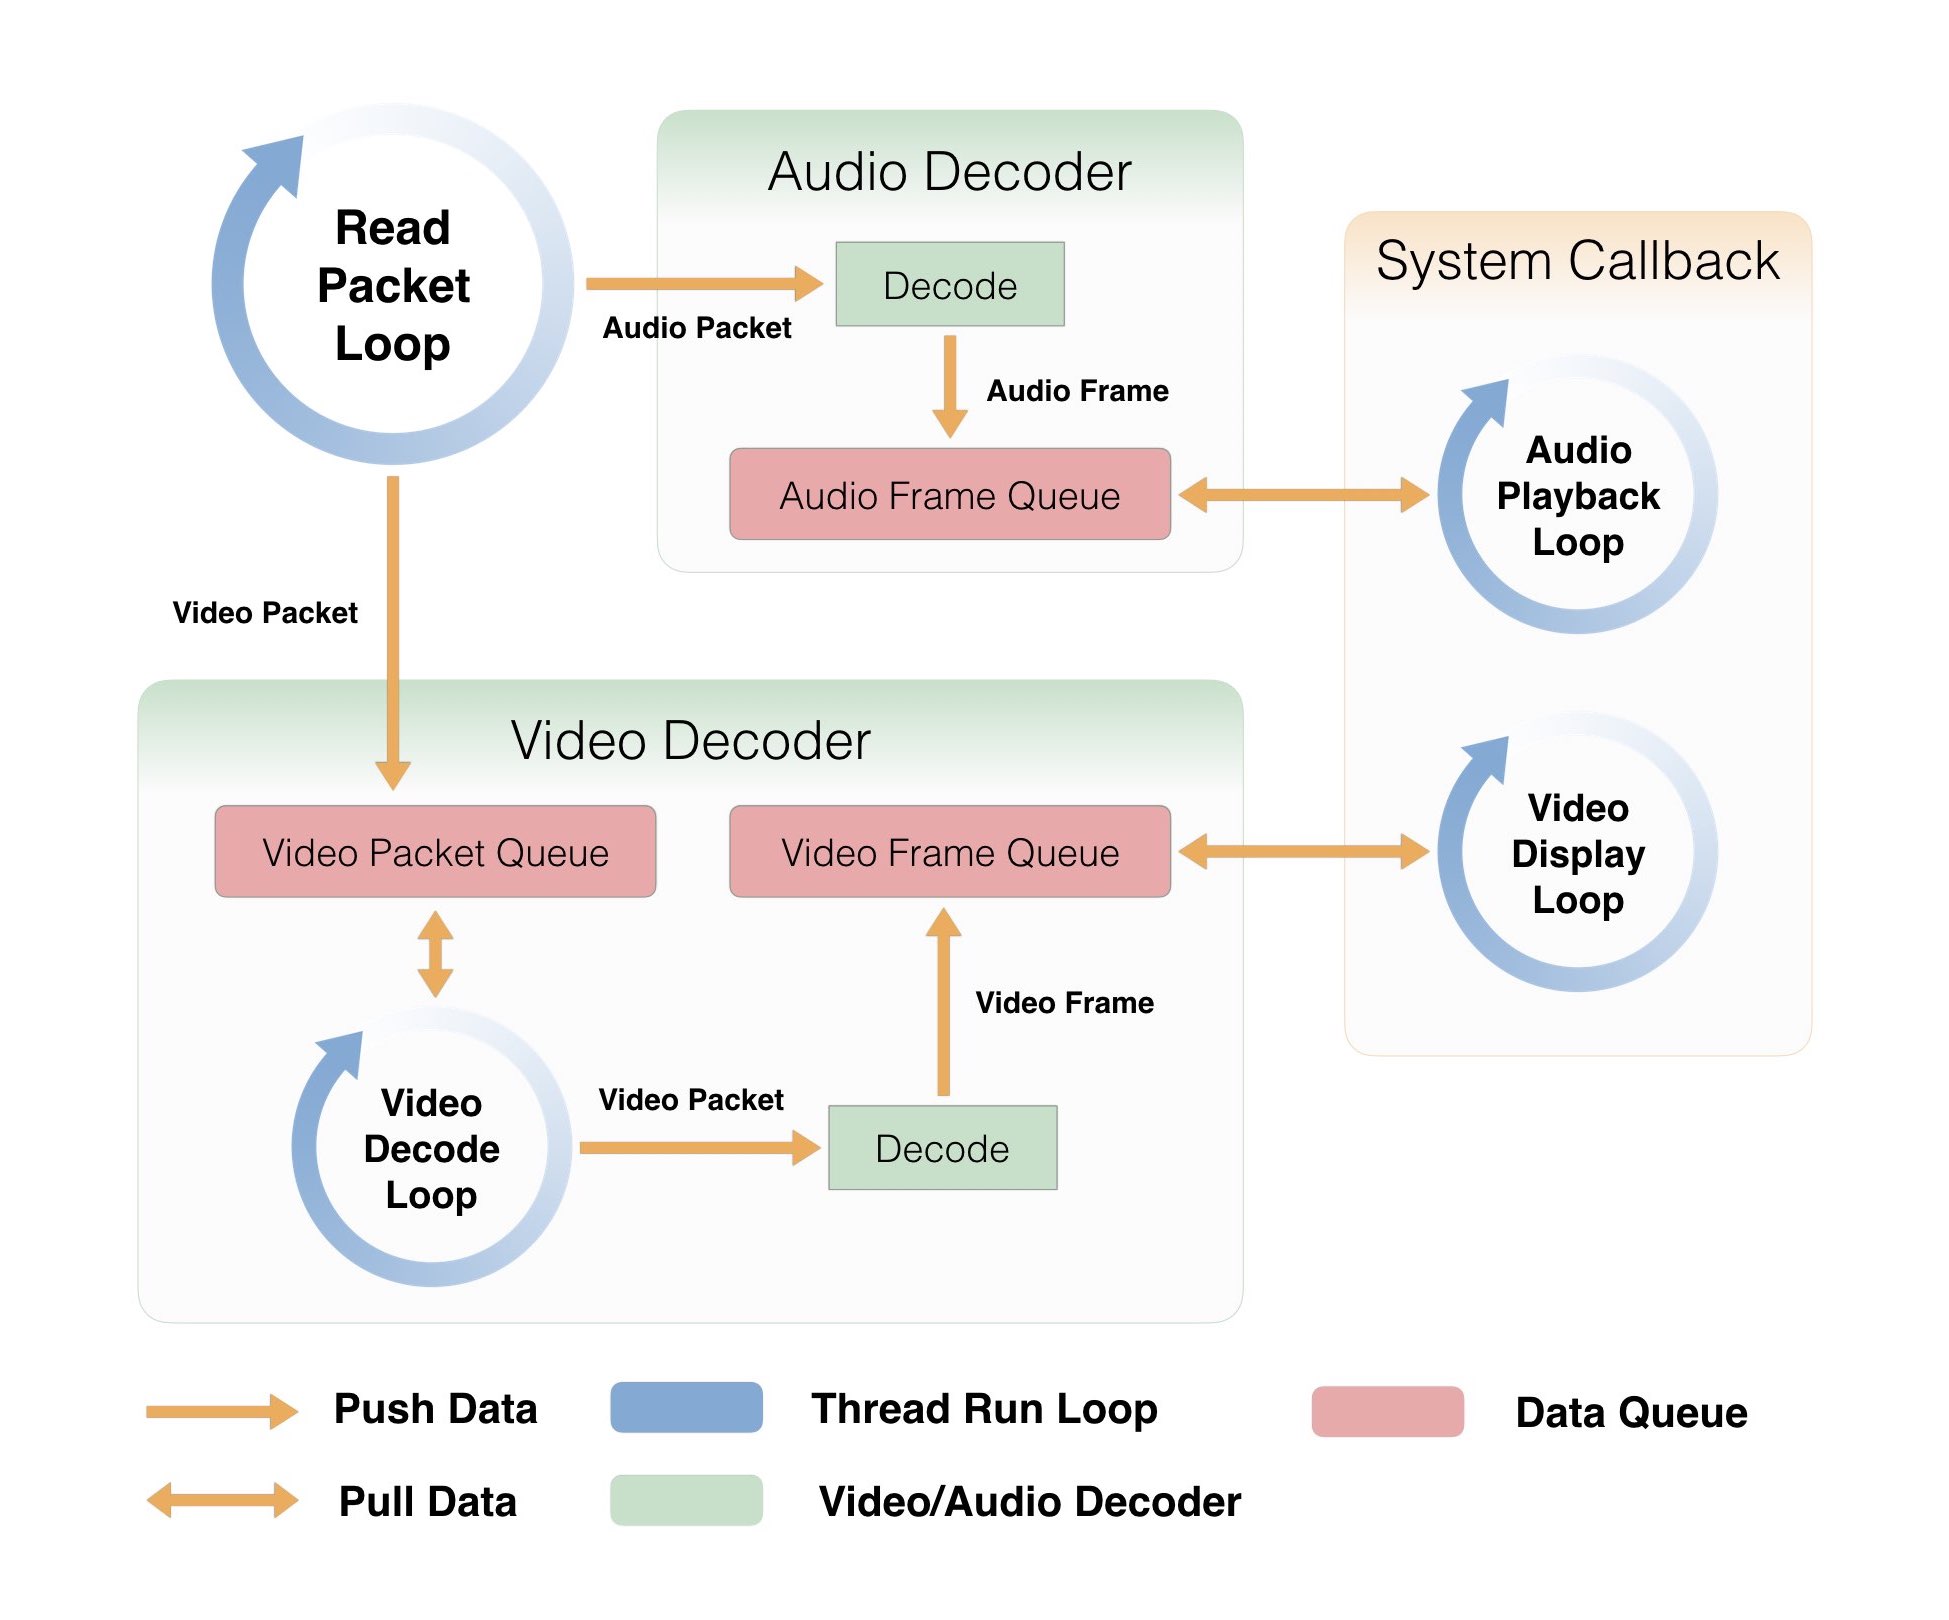 Read
Packet
Loop
Audio Decoder
Decode
Audio Packet
Audio Frame
Audio Frame Queue
System Callback
Audio
Playback
Loop
Video Packet
Video Decoder
Video Packet Queue
Video Frame Queue
Video
Display
Loop
Video Frame
Video
Decode
Loop
Video Packet
Decode
Push Data
Thread Run Loop
Data Queue
Pull Data
Video/Audio Decoder